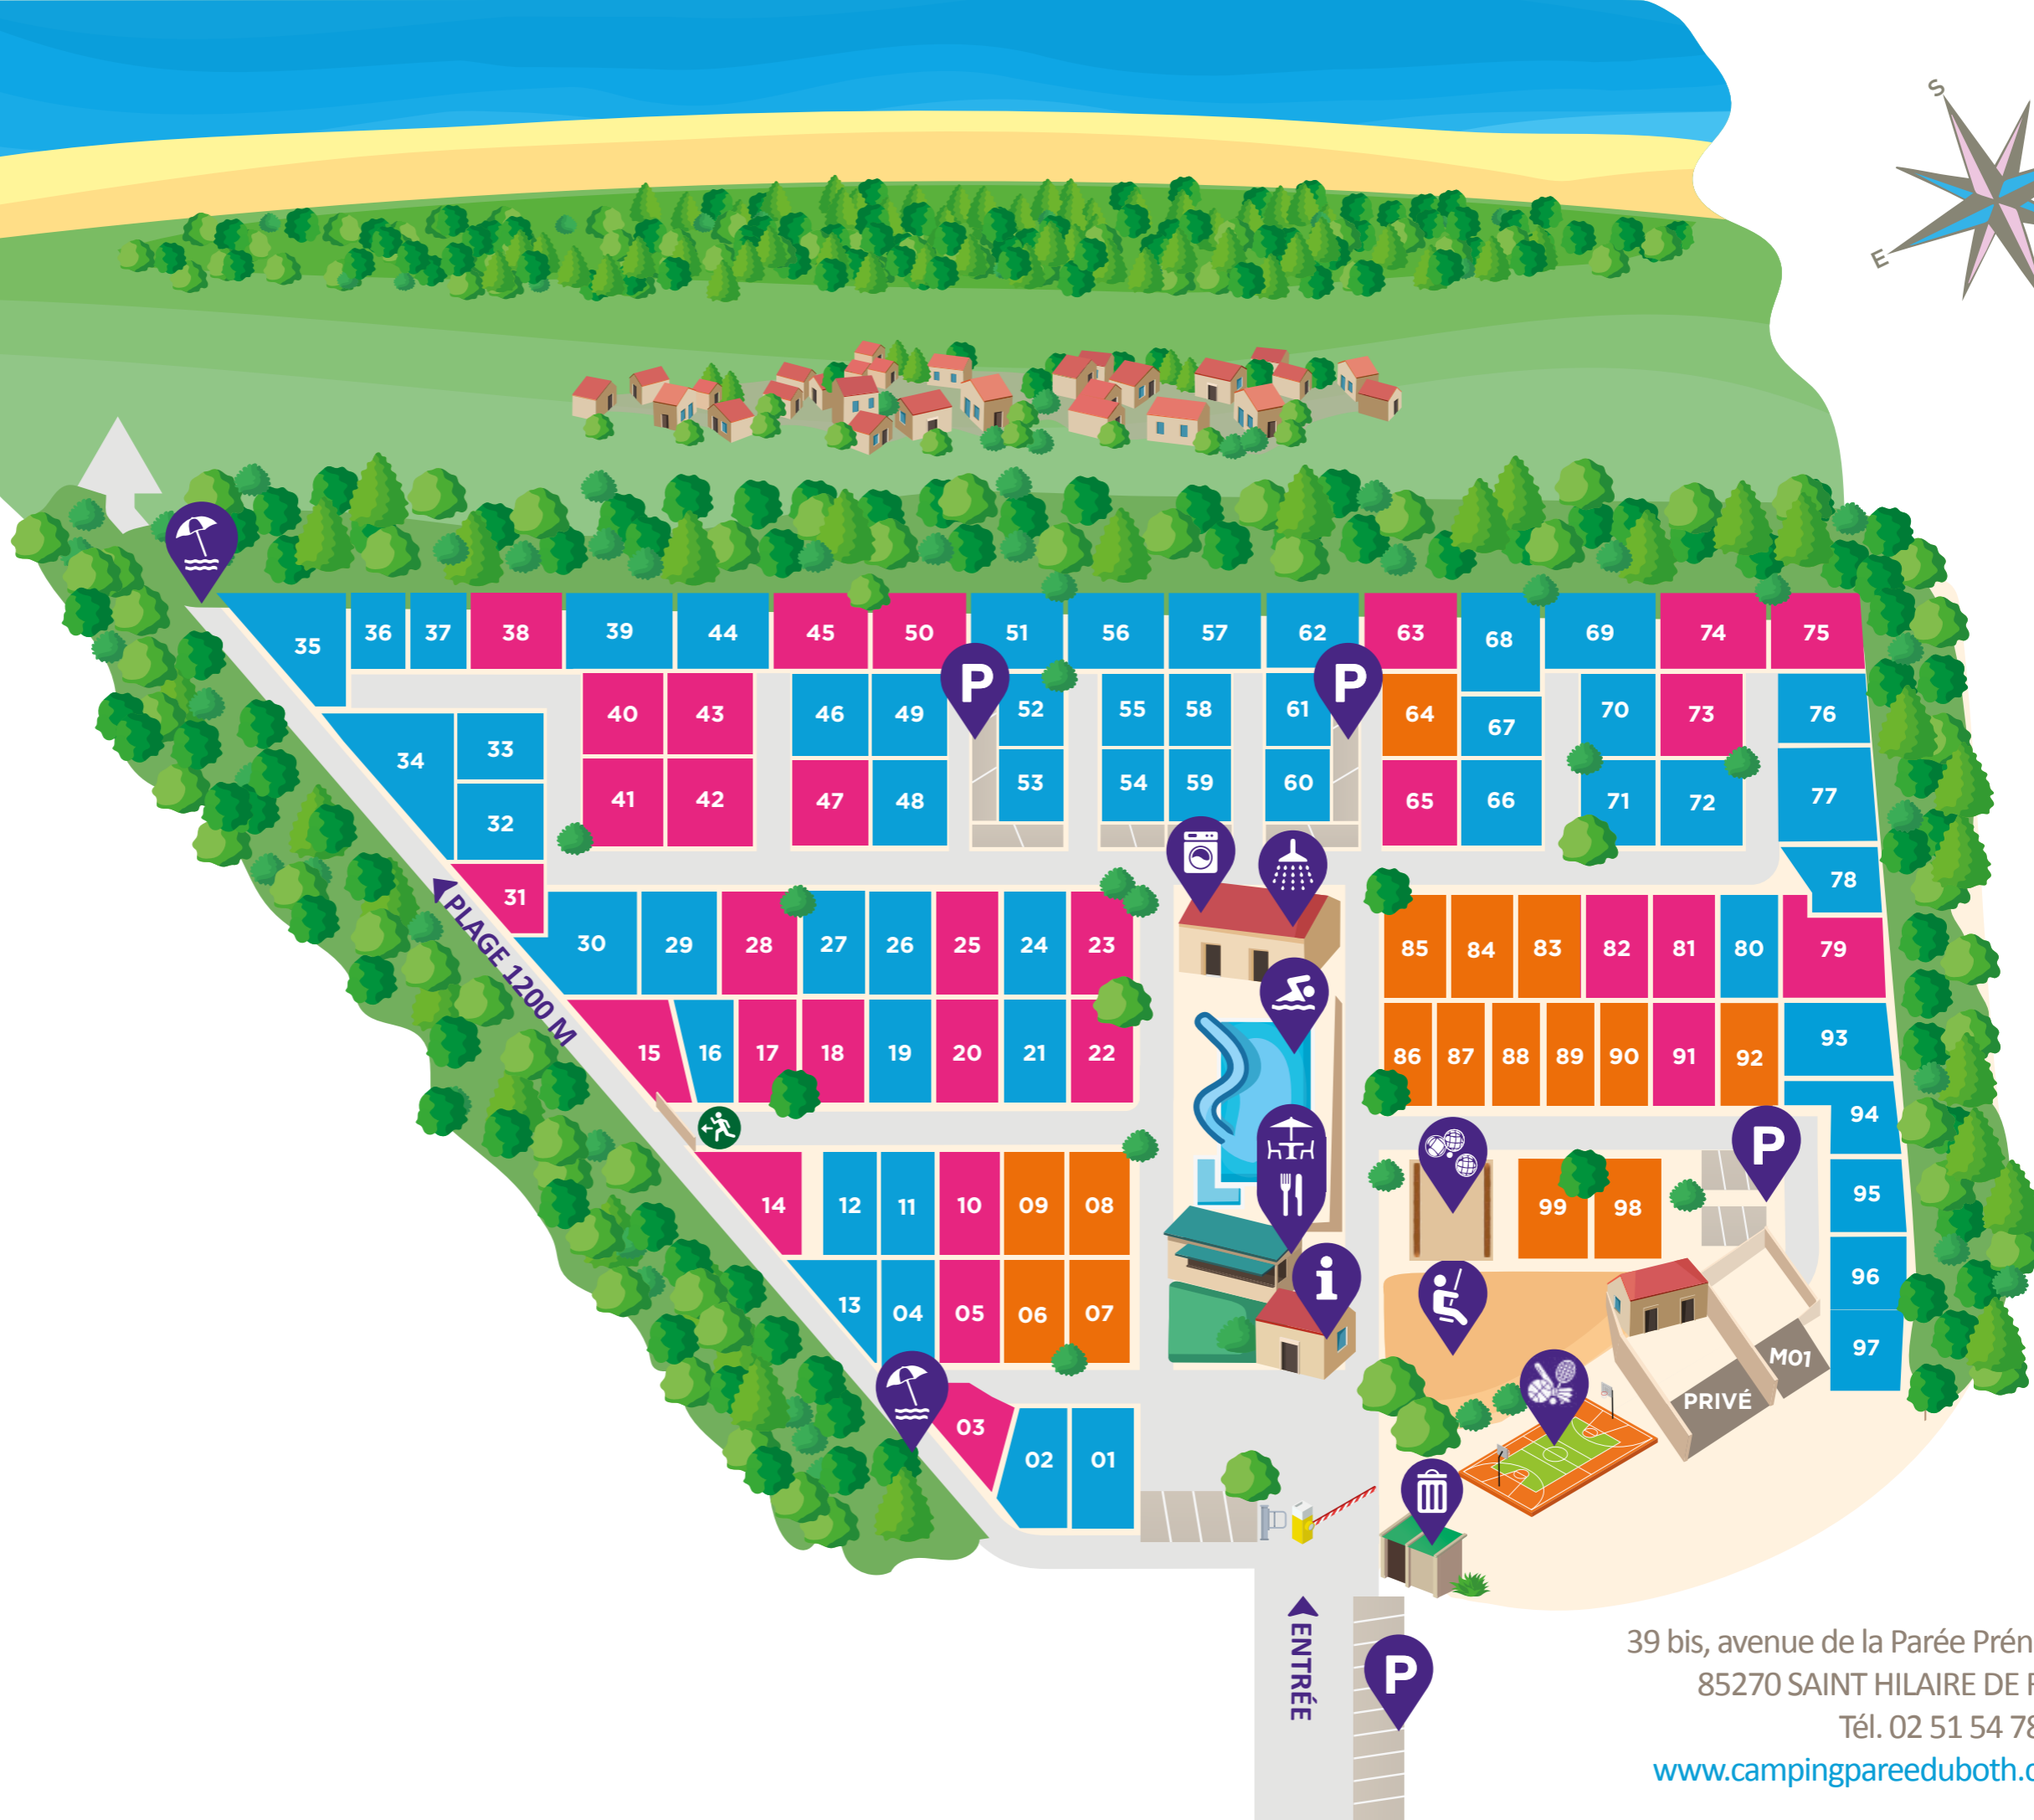 S
E
35 36 37 38 39 44 45 50 51 56 57 62 63 68 69 74 75
P P
40 43 46 49 52 55 58 61 64 67 70 73 76
34 33
41 42 47 48 53 54 59 60 65 66 71 72 77
32
31
78
PLAGE 1200 M
30 29 28 27 26 25 24 23 85 84 83 82 81 80 79
15 16 17 18 19 20 21 22 86 87 88 89 90 91 92 93
94
P
14 12 11 10 09 08 99 98 95
i
13 04 05 06 07 96
M01 97
PRIVÉ
03
02 01
ENTRÉE
P
39 bis, avenue de la Parée
85270 SAINT HILAIRE DE
Tél. 02 51 54 78
www.campingpareeduboth.